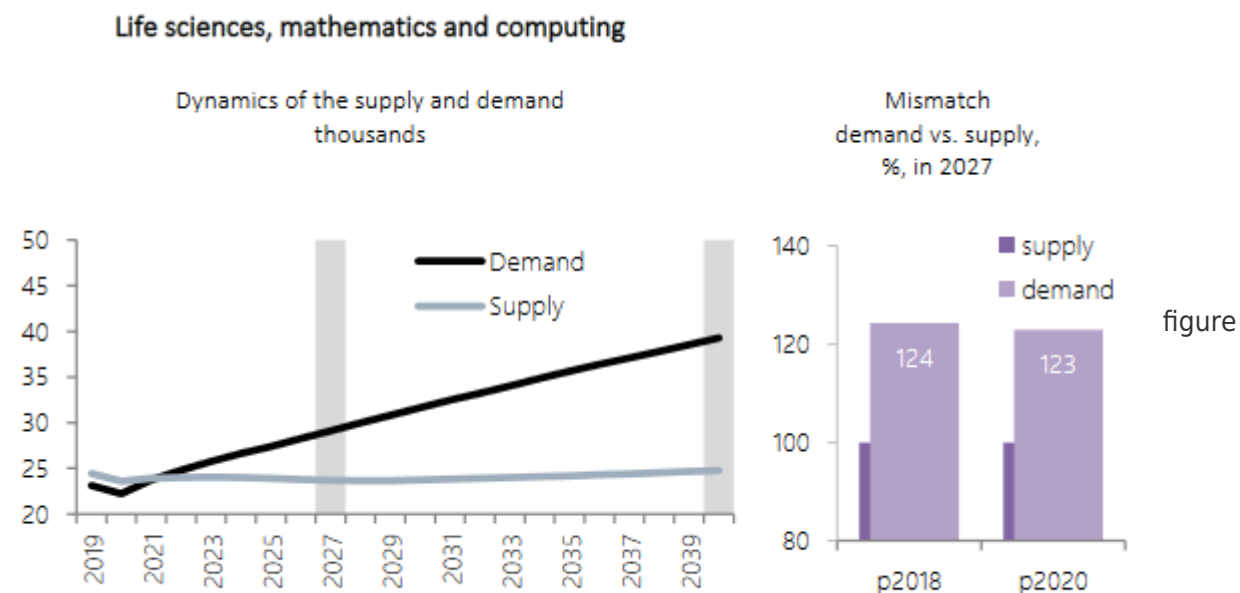 Life sciences, mathematics and computing
Dynamics of the supply and demand
thousands
Mismatch
demand vs. supply,
%, in 2027
50
45
40
35
30
25
20
Demand
Supply
2019
2021
2023
2025
2027
2029
2031
2033
2035
2037
2039
140
120
100
80
supply
demand
124
123
p2018
p2020
figure